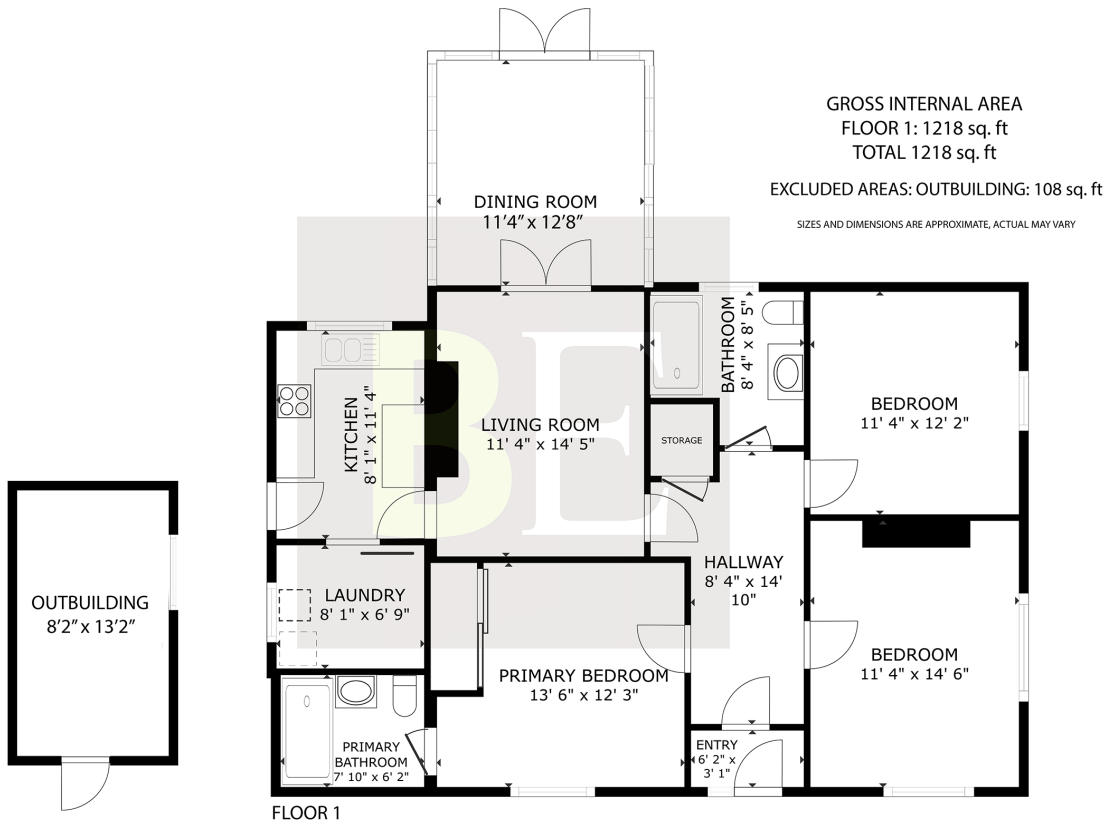 GROSS INTERNAL AREA
FLOOR 1: 1218 sq. ft
TOTAL 1218 sq. ft
EXCLUDED AREAS: OUTBUILDING: 108 sq. ft
SIZES AND DIMENSIONS ARE APPROXIMATE, ACTUAL MAY VARY
DINING ROOM
11'4" x 12'8"
BE
BATHROOM
8' 4" x 8' 5"
KITCHEN
8' 1" x 11' 4"
LIVING ROOM
11' 4" x 14' 5"
STORAGE
BEDROOM
11' 4" x 12' 2"
HALLWAY
8' 4" x 14'
10"
OUTBUILDING
8'2" x 13'2"
LAUNDRY
8' 1" x 6' 9"
PRIMARY BEDROOM
13' 6" x 12' 3"
BEDROOM
11' 4" x 14' 6"
PRIMARY
BATHROOM
7' 10" x 6' 2"
ENTRY
6' 2" x
3' 1"
FLOOR 1